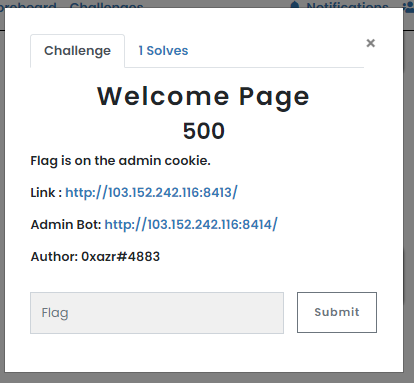 Challenges
Notifications
Challenge
1 Solves
×
Welcome Page
500
Flag is on the admin cookie.
Link : http://103.152.242.116:8413/
Admin Bot: http://103.152.242.116:8414/
Author: 0xazr#4883
Flag
Submit